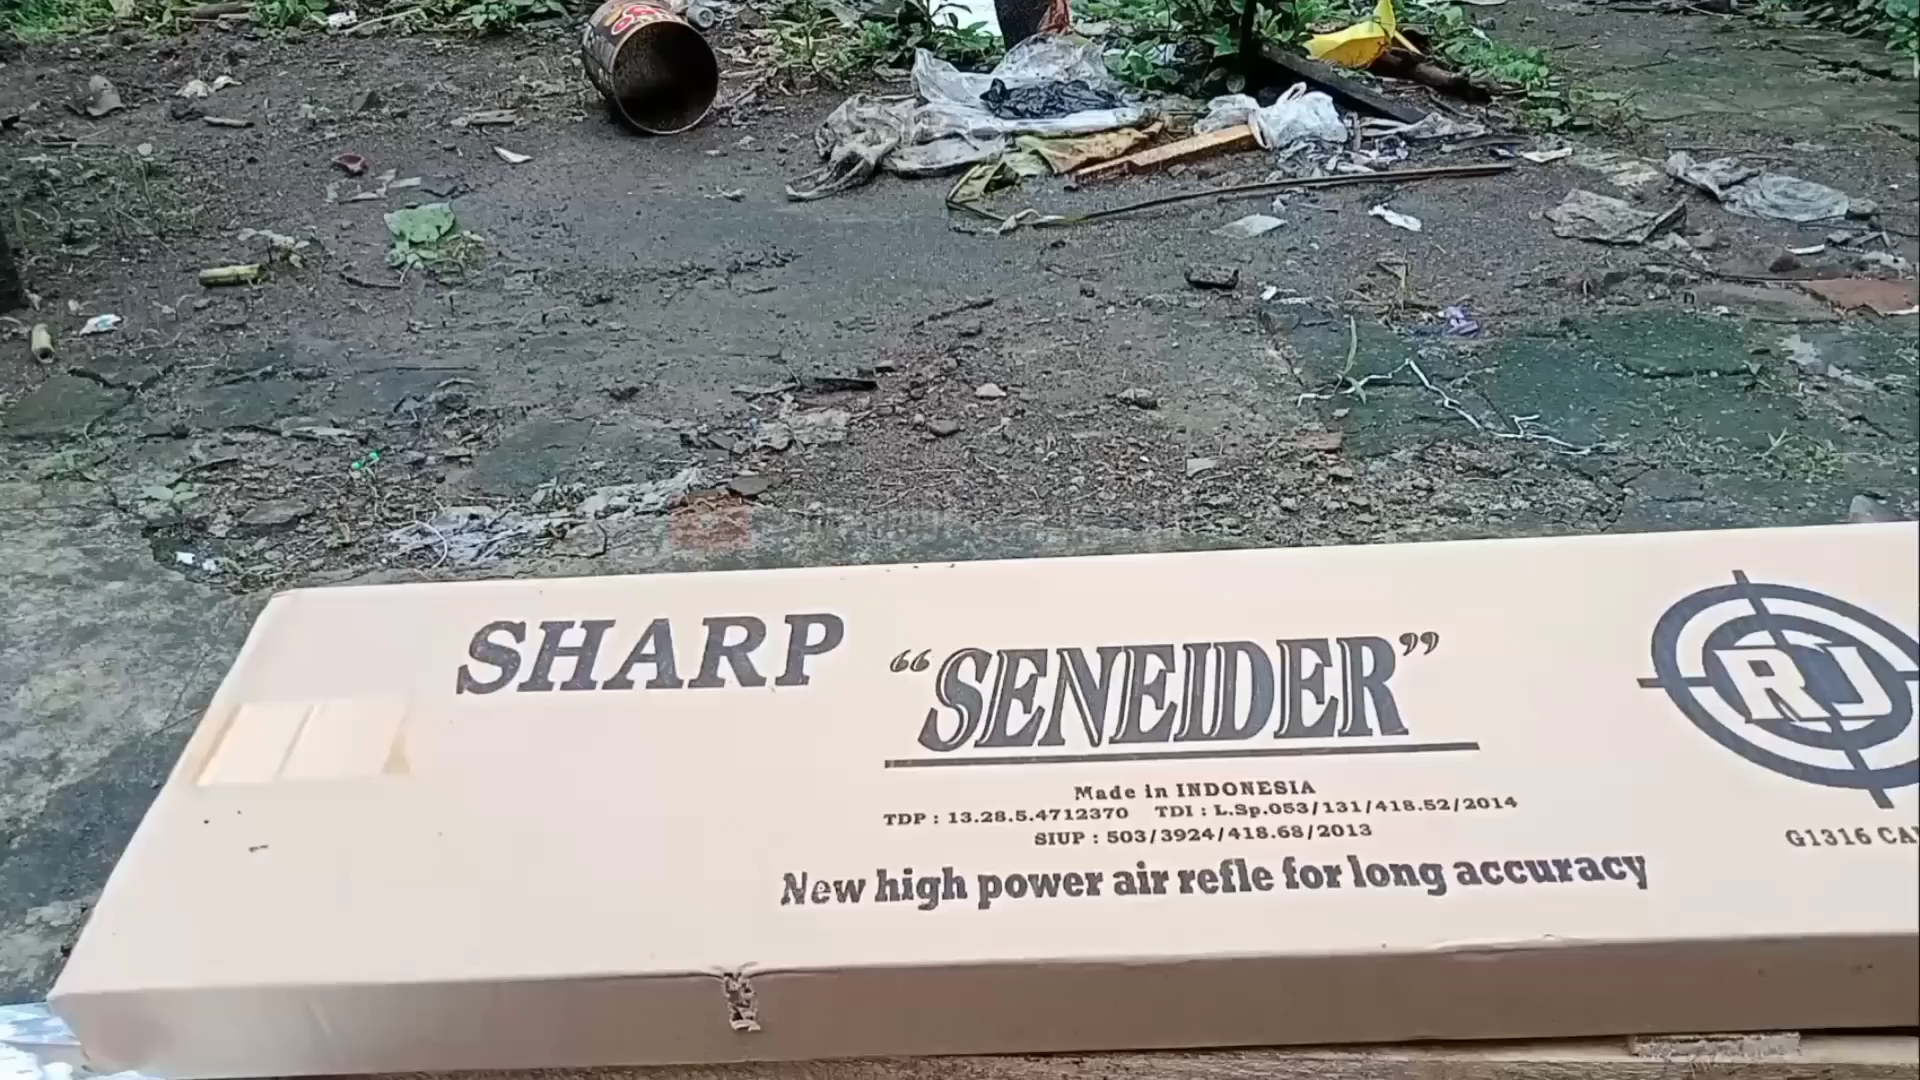 SHARP
“SENEIDER”
RJ
Made in INDONESIA
TDP : 13.28.5.4712370 TDI : L.Sp.053/131/418.52/2014
SIUP : 503/3924/418.68/2013
G1316
New high power air refle for long accuracy